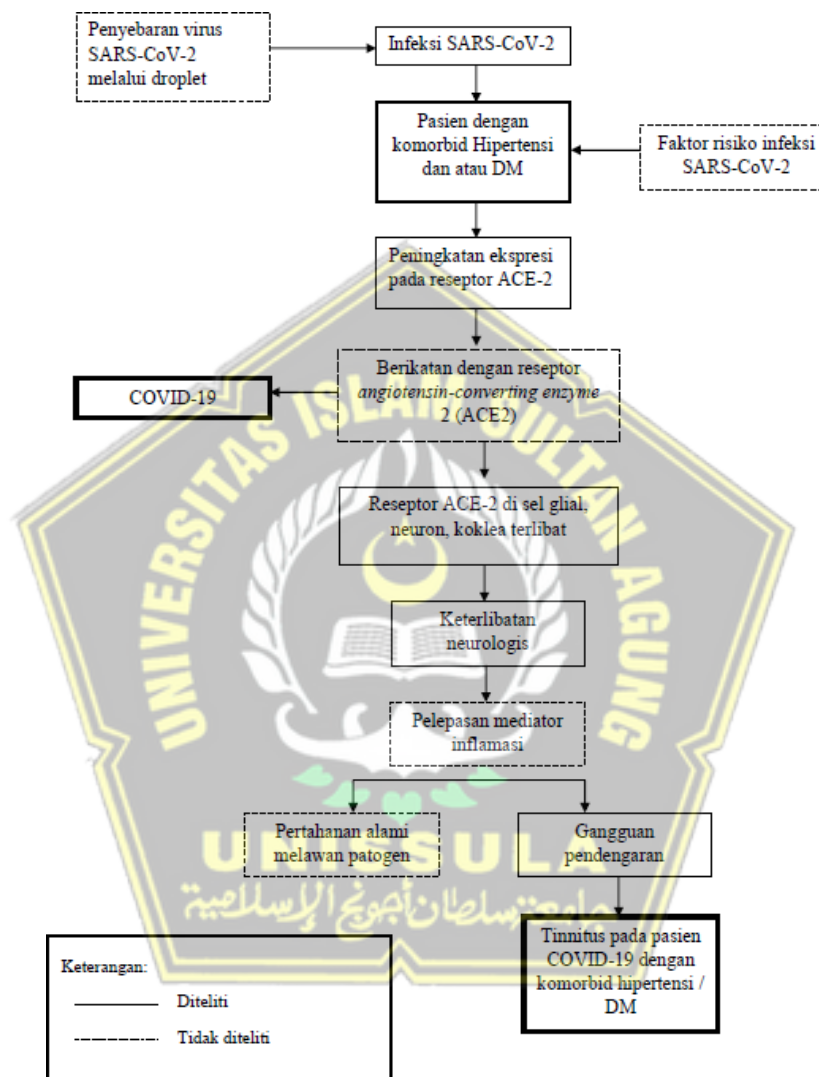 Penyebaran virus
SARS-CoV-2
melalui droplet
Infeksi SARS-CoV-2
Pasien dengan
komorbid Hipertensi
dan atau DM
Faktor risiko infeksi
SARS-CoV-2
Peningkatan ekspresi
pada reseptor ACE-2
Berikatan dengan reseptor
angiotensin-converting enzyme
2 (ACE2)
COVID-19
Reseptor ACE-2 di sel glial,
neuron, koklea terlibat
Keterlibatan
neurologis
Pelepasan mediator
inflamasi
Pertahanan alami
melawan patogen
Gangguan
pendengaran
Tinnitus pada pasien
COVID-19 dengan
komorbid hipertensi /
DM
Keterangan:
Diteliti
Tidak diteliti
UNIVERSITAS ISLAM SULTAN AGUNG
UNISSULA
جامعة سلطان أجونج الإسلامية